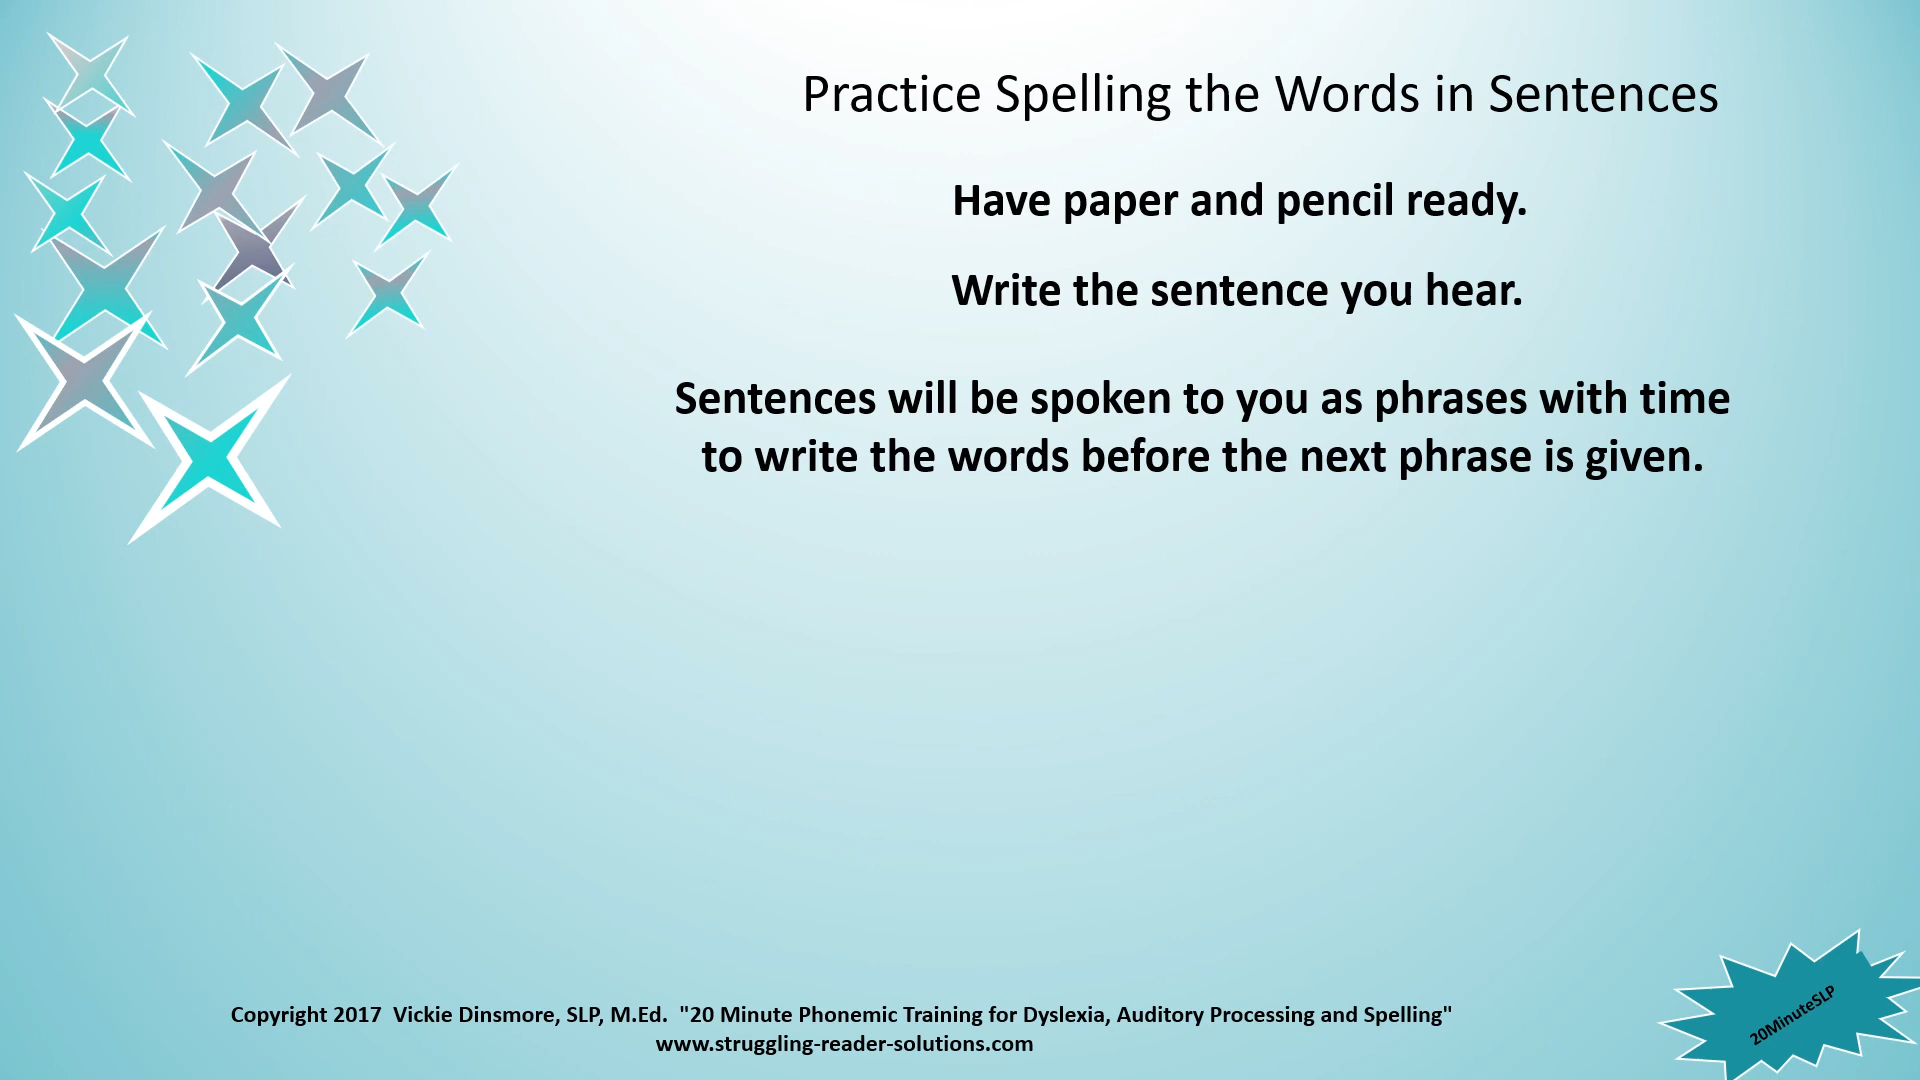 Practice Spelling the Words in Sentences
Have paper and pencil ready.
Write the sentence you hear.
Sentences will be spoken to you as phrases with time
to write the words before the next phrase is given.
Copyright 2017  Vickie Dinsmore, SLP, M.Ed.  "20 Minute Phonemic Training for Dyslexia, Auditory Processing and Spelling"
www.struggling-reader-solutions.com
20MinuteSLP